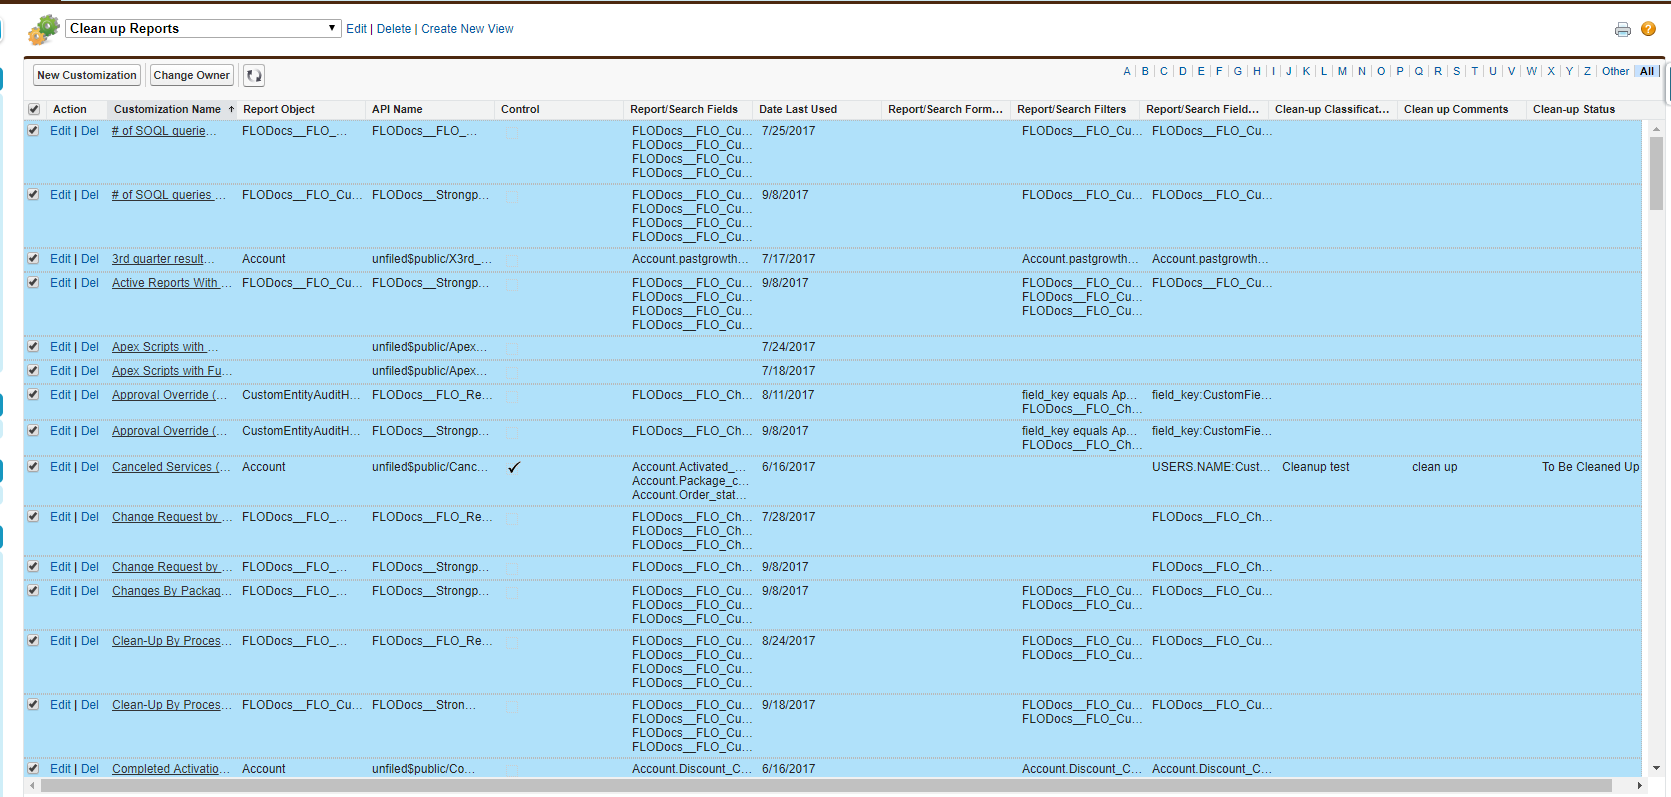 Clean up Reports Edit | Delete | Create New View
New Customization Change Owner A B C D E F G H I J K L M N O P Q R S T U V W X Y Z Other All
Action Customization Name Report Object API Name Control Report/Search Fields Date Last Used Report/Search Form... Report/Search Filters Report/Search Field... Clean-up Classificat... Clean up Comments Clean-up Status
Edit | Del # of SOQL querie... FLODocs__FLO_... FLODocs__FLO_... FLODocs__FLO_Cu... 7/25/2017 FLODocs__FLO_Cu... FLODocs__FLO_Cu...
FLODocs__FLO_Cu...
FLODocs__FLO_Cu...
FLODocs__FLO_Cu...
Edit | Del # of SOQL queries ... FLODocs__FLO_Cu... FLODocs__Strongp... FLODocs__FLO_Cu... 9/8/2017 FLODocs__FLO_Cu... FLODocs__FLO_Cu...
FLODocs__FLO_Cu...
FLODocs__FLO_Cu...
FLODocs__FLO_Cu...
Edit | Del 3rd quarter result... Account unfiled$public/X3rd_... Account.pastgrowth... 7/17/2017 Account.pastgrowth... Account.pastgrowth...
Edit | Del Active Reports With ... FLODocs__FLO_Cu... FLODocs__Strongp... FLODocs__FLO_Cu... 9/8/2017 FLODocs__FLO_Cu... FLODocs__FLO_Cu...
FLODocs__FLO_Cu... FLODocs__FLO_Cu...
FLODocs__FLO_Cu... FLODocs__FLO_Cu...
FLODocs__FLO_Cu...
Edit | Del Apex Scripts with ... unfiled$public/Apex... 7/24/2017
Edit | Del Apex Scripts with Fu... unfiled$public/Apex... 7/18/2017
Edit | Del Approval Override (... CustomEntityAuditH... FLODocs__FLO_Re... FLODocs__FLO_Ch... 8/11/2017 field_key equals Ap... field_key:CustomFie...
FLODocs__FLO_Ch...
Edit | Del Approval Override (... CustomEntityAuditH... FLODocs__Strongp... FLODocs__FLO_Ch... 9/8/2017 field_key equals Ap... field_key:CustomFie...
FLODocs__FLO_Ch...
Edit | Del Canceled Services (... Account unfiled$public/Canc... Account.Activated_... 6/16/2017 USERS.NAME:Cust... Cleanup test clean up To Be Cleaned Up
Account.Package_c...
Account.Order_stat...
Edit | Del Change Request by ... FLODocs__FLO_... FLODocs__FLO_Re... FLODocs__FLO_Ch... 7/28/2017 FLODocs__FLO_Ch...
FLODocs__FLO_Ch...
FLODocs__FLO_Ch...
Edit | Del Change Request by ... FLODocs__FLO_... FLODocs__Strongp... FLODocs__FLO_Ch... 9/8/2017 FLODocs__FLO_Ch...
Edit | Del Changes By Packag... FLODocs__FLO_... FLODocs__Strongp... FLODocs__FLO_Cu... 9/8/2017 FLODocs__FLO_Cu... FLODocs__FLO_Cu...
FLODocs__FLO_Cu... FLODocs__FLO_Cu...
FLODocs__FLO_Cu...
Edit | Del Clean-Up By Proces... FLODocs__FLO_... FLODocs__FLO_Re... FLODocs__FLO_Cu... 8/24/2017 FLODocs__FLO_Cu... FLODocs__FLO_Cu...
FLODocs__FLO_Cu... FLODocs__FLO_Cu...
FLODocs__FLO_Cu...
FLODocs__FLO_Cu...
Edit | Del Clean-Up By Proces... FLODocs__FLO_Cu... FLODocs__Stron... FLODocs__FLO_Cu... 9/18/2017 FLODocs__FLO_Cu... FLODocs__FLO_Cu...
FLODocs__FLO_Cu... FLODocs__FLO_Cu...
FLODocs__FLO_Cu...
FLODocs__FLO_Cu...
Edit | Del Completed Activatio... Account unfiled$public/Co... Account.Discount_C... 6/16/2017 Account.Discount_C... Account.Discount_C...